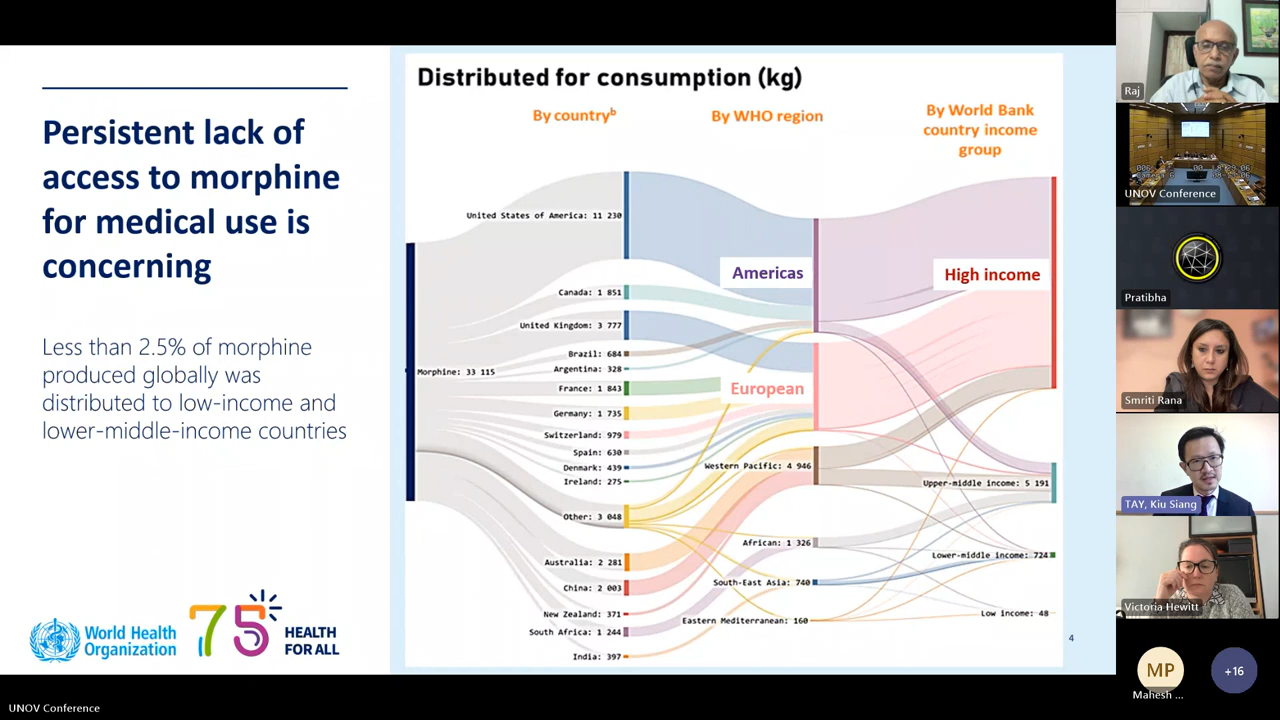 Persistent lack of
access to morphine
for medical use is
concerning
Less than 2.5% of morphine
produced globally was
distributed to low-income and
lower-middle-income countries
World Health
Organization
75
HEALTH
FOR ALL
Distributed for consumption (kg)
By countryᵇ
By WHO region
By World Bank
country income
group
Morphine: 33 115
United States of America: 11 230
Canada: 1 851
United Kingdom: 3 777
Brazil: 684
Argentina: 328
France: 1 843
Germany: 1 735
Switzerland: 979
Spain: 630
Denmark: 439
Ireland: 275
Other: 3 048
Australia: 2 281
China: 2 003
New Zealand: 371
South Africa: 1 244
India: 397
Americas
European
Western Pacific: 4 946
African: 1 326
South-East Asia: 740
Eastern Mediterranean: 160
High income
Upper-middle income: 5 191
Lower-middle income: 724
Low income: 48
4
Raj
UNOV Conference
Pratibha
Smriti Rana
TAY, Kiu Siang
Victoria Hewitt
MP
Mahesh ...
+16
UNOV Conference